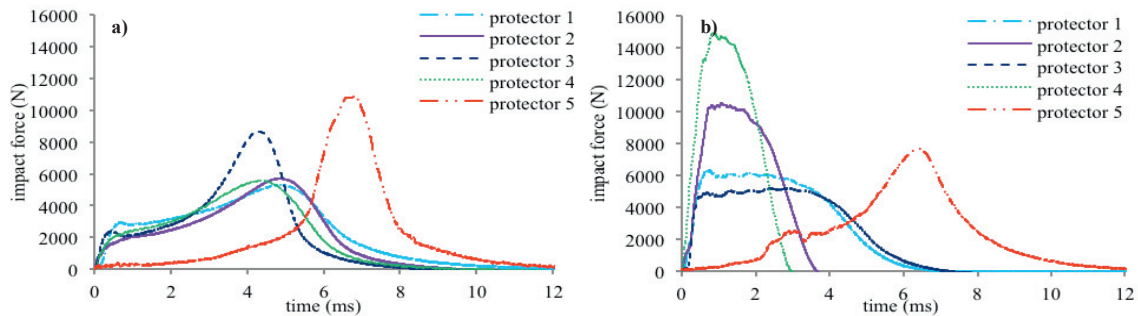 a)
16000
14000
12000
10000
8000
6000
4000
2000
0
impact force (N)
0 2 4 6 8 10 12
time (ms)
protector 1
protector 2
protector 3
protector 4
protector 5
b)
16000
14000
12000
10000
8000
6000
4000
2000
0
impact force (N)
0 2 4 6 8 10 12
time (ms)
protector 1
protector 2
protector 3
protector 4
protector 5